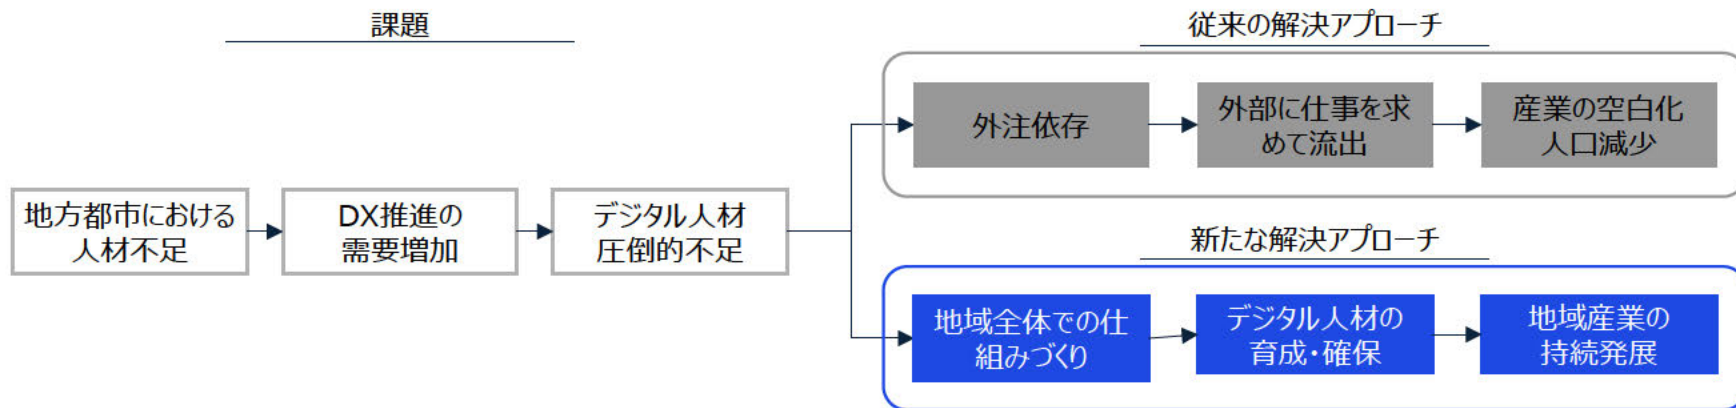 課題
地方都市における
人材不足
DX推進の
需要増加
デジタル人材
圧倒的不足
従来の解決アプローチ
外注依存
外部に仕事を求
めて流出
産業の空白化
人口減少
新たな解決アプローチ
地域全体での仕
組みづくり
デジタル人材の
育成・確保
地域産業の
持続発展